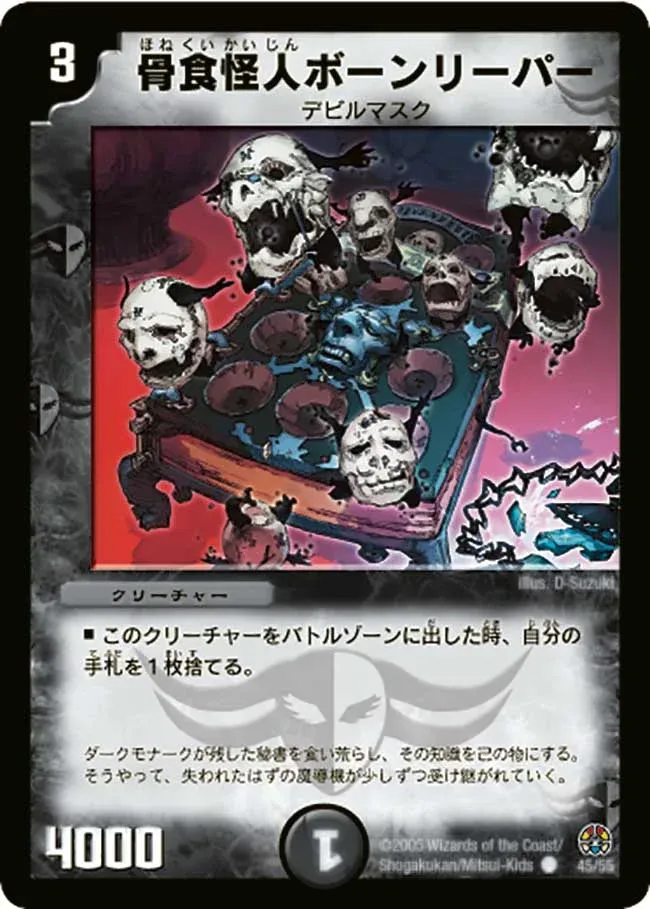 3
ほねくいかいじん
骨食怪人ボーンリーパー
デビルマスク
illus. D-Suzuki
クリーチャー
■ このクリーチャーをバトルゾーンに出した時、自分の
手札を1枚捨てる。
ダークモナークが残した秘書を食い荒らし、その知識を己の物にする。
そうやって、失われたはずの魔導機が少しずつ受け継がれていく。
4000
1
©2005 Wizards of the Coast/
Shogakukan/Mitsui-Kids
45/55